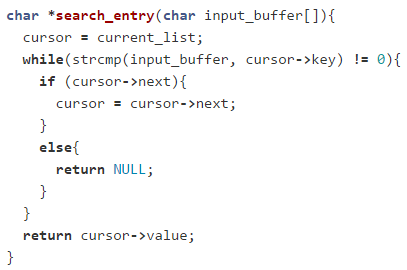 char *search_entry(char input_buffer[]){
  cursor = current_list;
  while(strcmp(input_buffer, cursor->key) != 0){
    if (cursor->next){
      cursor = cursor->next;
    }
    else{
      return NULL;
    }
  }
  return cursor->value;
}